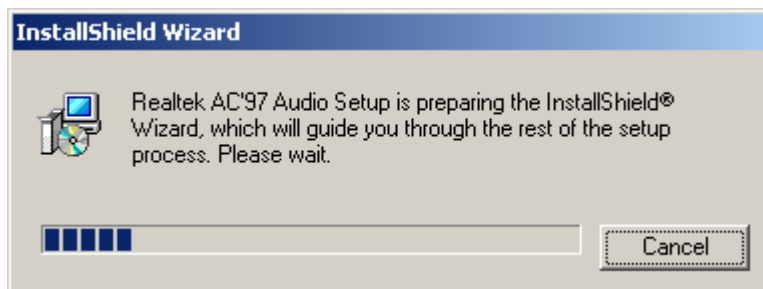 InstallShield Wizard
Realtek AC'97 Audio Setup is preparing the InstallShield®
Wizard, which will guide you through the rest of the setup
process. Please wait.
Cancel